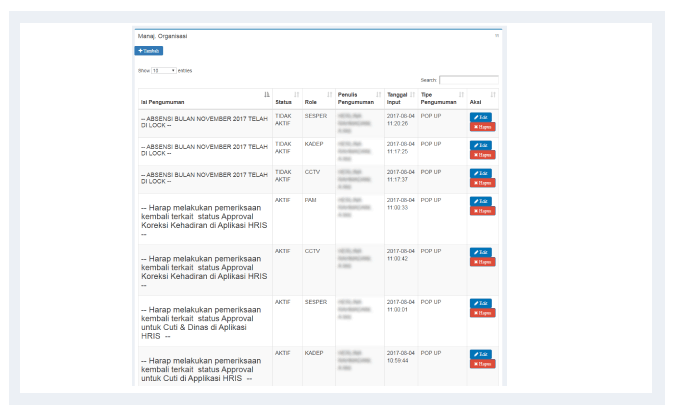 Manaj. Organisasi
+ Tambah
Show 10 entries
Search:
Isi Pengumuman Status Role Penulis Pengumuman Tanggal Input Tipe Pengumuman Aksi
-- ABSENSI BULAN NOVEMBER 2017 TELAH DI LOCK -- TIDAK AKTIF SESPER 2017-08-04 11:20:26 POP UP Edit Hapus
-- ABSENSI BULAN NOVEMBER 2017 TELAH DI LOCK -- TIDAK AKTIF KADEP 2017-08-04 11:17:25 POP UP Edit Hapus
-- ABSENSI BULAN NOVEMBER 2017 TELAH DI LOCK -- TIDAK AKTIF CCTV 2017-08-04 11:17:37 POP UP Edit Hapus
-- Harap melakukan pemeriksaan kembali terkait status Approval Koreksi Kehadiran di Aplikasi HRIS -- AKTIF PAM 2017-08-04 11:00:33 POP UP Edit Hapus
-- Harap melakukan pemeriksaan kembali terkait status Approval Koreksi Kehadiran di Aplikasi HRIS -- AKTIF CCTV 2017-08-04 11:00:42 POP UP Edit Hapus
-- Harap melakukan pemeriksaan kembali terkait status Approval untuk Cuti & Dinas di Aplikasi HRIS -- AKTIF SESPER 2017-08-04 11:00:01 POP UP Edit Hapus
-- Harap melakukan pemeriksaan kembali terkait status Approval untuk Cuti di Applikasi HRIS -- AKTIF KADEP 2017-08-04 10:59:44 POP UP Edit Hapus